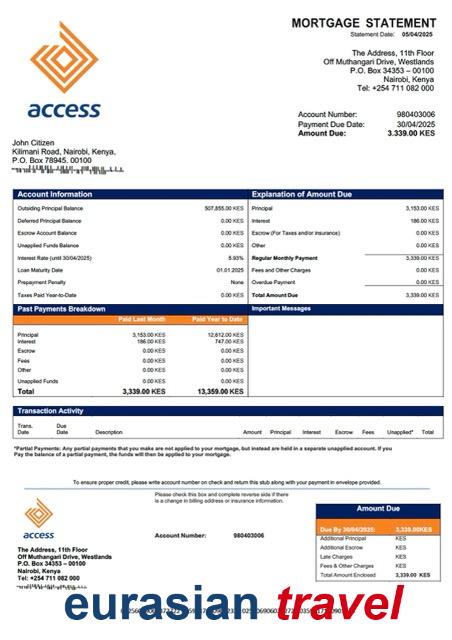 MORTGAGE STATEMENT
Statement Date: 05/04/2025
access
The Address, 11th Floor
Off Muthangari Drive, Westlands
P.O. Box 34353 – 00100
Nairobi, Kenya
Tel: +254 711 082 000
Account Number: 980403006
Payment Due Date: 30/04/2025
Amount Due: 3.339.00 KES
John Citizen
Kilimani Road, Nairobi, Kenya,
P.O. Box 78945. 00100
Account Information
Outsiding Principal Balance 507,855.00 KES
Deferred Principal Balance 0.00 KES
Escrow Account Balance 0.00 KES
Unapplied Funds Balance 0.00 KES
Interest Rate (until 30/04/2025) 5.93%
Loan Maturity Date 01.01.2025
Prepayment Penalty None
Taxes Paid Year-to-Date 0.00 KES
Explanation of Amount Due
Principal 3,153.00 KES
Interest 186.00 KES
Escrow (For Taxes and/or insurance) 0.00 KES
Other 0.00 KES
Regular Monthly Payment 3,339.00 KES
Fees and Other Charges 0.00 KES
Overdue Payment 0.00 KES
Total Amount Due 3,339.00 KES
Past Payments Breakdown
Paid Last Month Paid Year to Date
Principal 3,153.00 KES 12,612.00 KES
Interest 186.00 KES 747.00 KES
Escrow 0.00 KES 0.00 KES
Fees 0.00 KES 0.00 KES
Other 0.00 KES 0.00 KES
Unapplied Funds 0.00 KES 0.00 KES
Total 3,339.00 KES 13,359.00 KES
Important Messages
Transaction Activity
Trans. Date Due Date Description Amount Principal Interest Escrow Fees Unapplied* Total
*Partial Payments: Any partial payments that you make are not applied to your mortgage, but instead are held in a separate unapplied account. If you
Pay the balance of a partial payment, the funds will then be applied to your mortgage.
To ensure proper credit, please write account number on check and return this stub along with your payment in envelope provided.
Please check this box and complete reverse side if there
is a change in billing address or insurance information.
access
The Address, 11th Floor
Off Muthangari Drive, Westlands
P.O. Box 34353 – 00100
Nairobi, Kenya
Tel: +254 711 082 000
Account Number: 980403006
Amount Due
Due By 30/04/2025: 3,339.00KES
Additional Principal KES
Additional Escrow KES
Late Charges KES
Fees & Other Charges KES
Total Amount Enclosed 3,339.00 KES
eurasian travel